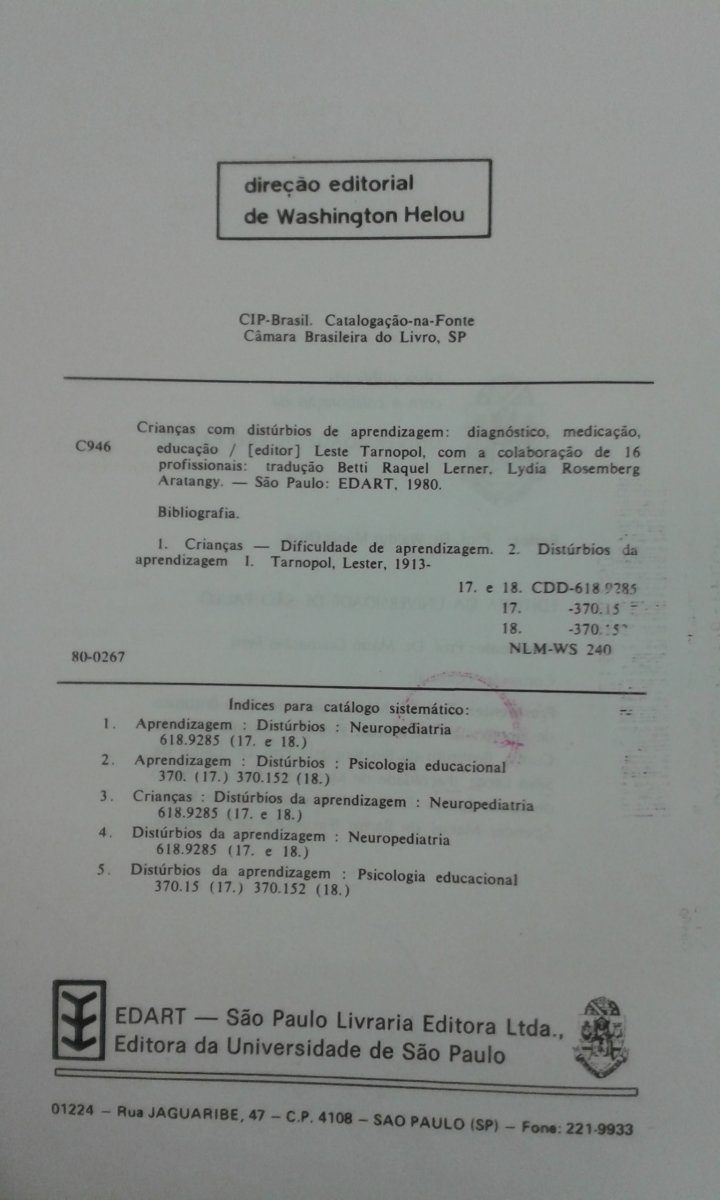 direção editorial
de Washington Helou
CIP-Brasil. Catalogação-na-Fonte
Câmara Brasileira do Livro, SP
C946
Crianças com distúrbios de aprendizagem: diagnóstico, medicação,
educação / [editor] Leste Tarnopol, com a colaboração de 16
profissionais: tradução Betti Raquel Lerner, Lydia Rosemberg
Aratangy. — São Paulo: EDART, 1980.
Bibliografia.
1. Crianças — Dificuldade de aprendizagem. 2. Distúrbios da
aprendizagem I. Tarnopol, Lester, 1913-
17. e 18. CDD-618.9285
17. -370.15
18.
80-0267
NLM-WS 240
Indices para catálogo sistemático:
1. Aprendizagem : Distúrbios : Neuropediatria
618.9285 (17. e 18.)
2. Aprendizagem : Distúrbios : Psicologia educacional
370. (17.) 370.152 (18.)
3. Crianças : Distúrbios da aprendizagem : Neuropediatria
618.9285 (17. e 18.)
4. Distúrbios da aprendizagem : Neuropediatria
618.9285 (17. e 18.)
5. Distúrbios da aprendizagem : Psicologia educacional
370.15 (17.) 370.152 (18.)
EDART — São Paulo Livraria Editora Ltda.,
Editora da Universidade de São Paulo
01224 — Rua JAGUARIBE, 47 — C.P. 4108 — SAO PAULO (SP) — Fone: 221-9933